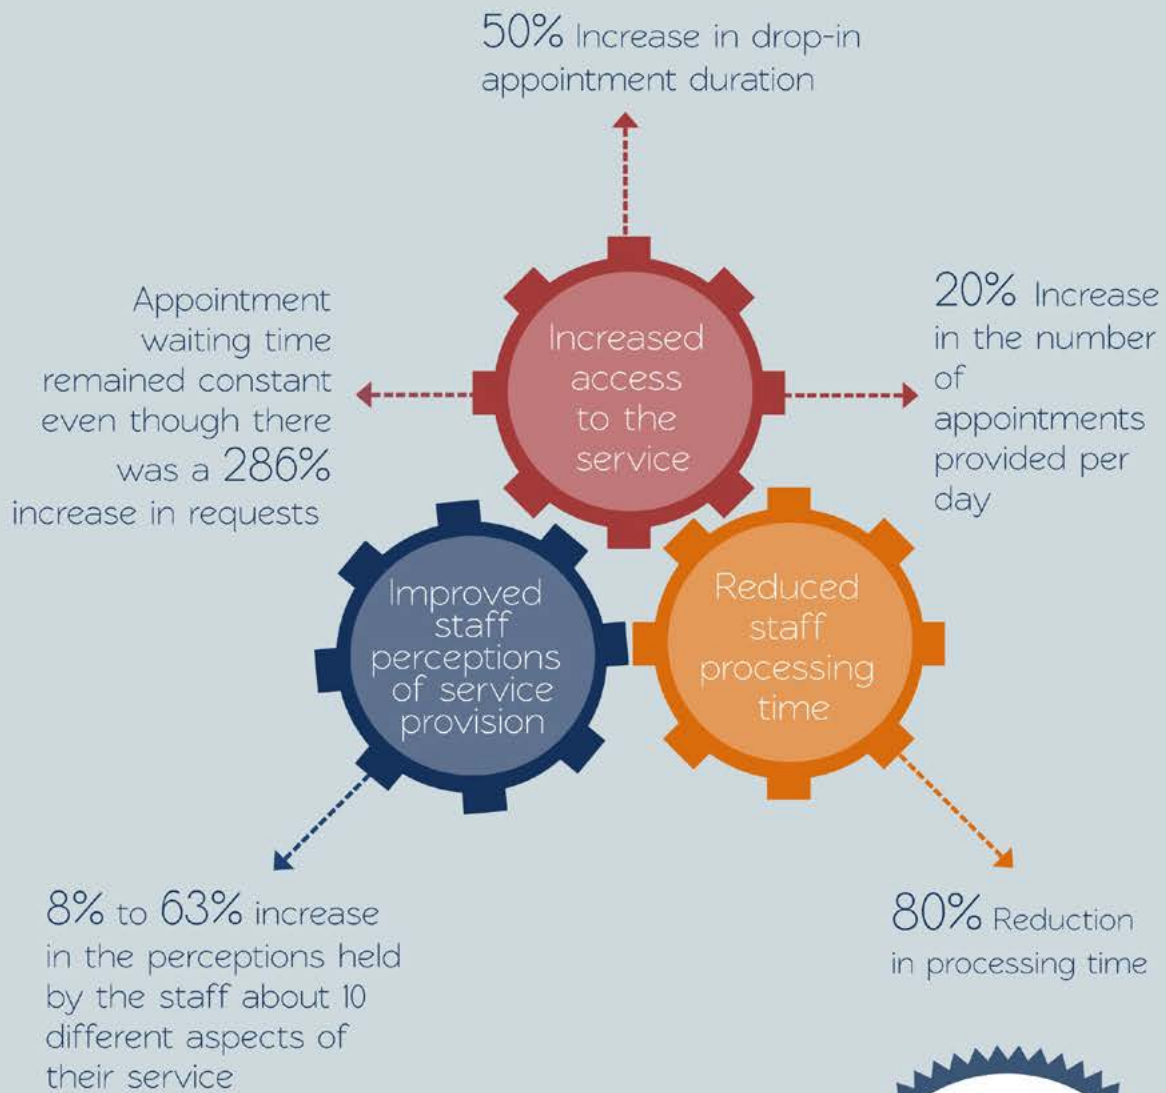 50% Increase in drop-in
appointment duration
Appointment
waiting time
remained constant
even though there
was a 286%
increase in requests
Increased
access
to the
service
20% Increase
in the number
of
appointments
provided per
day
Improved
staff
perceptions
of service
provision
Reduced
staff
processing
time
8% to 63% increase
in the perceptions held
by the staff about 10
different aspects of
their service
80% Reduction
in processing time